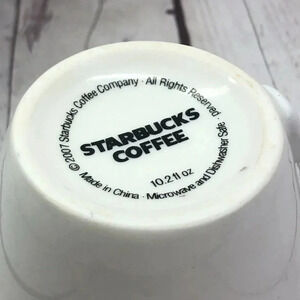 ©2007 Starbucks Coffee Company · All Rights Reserved ·
STARBUCKS
COFFEE
10.2 fl oz
Made in China · Microwave and Dishwasher Safe ·